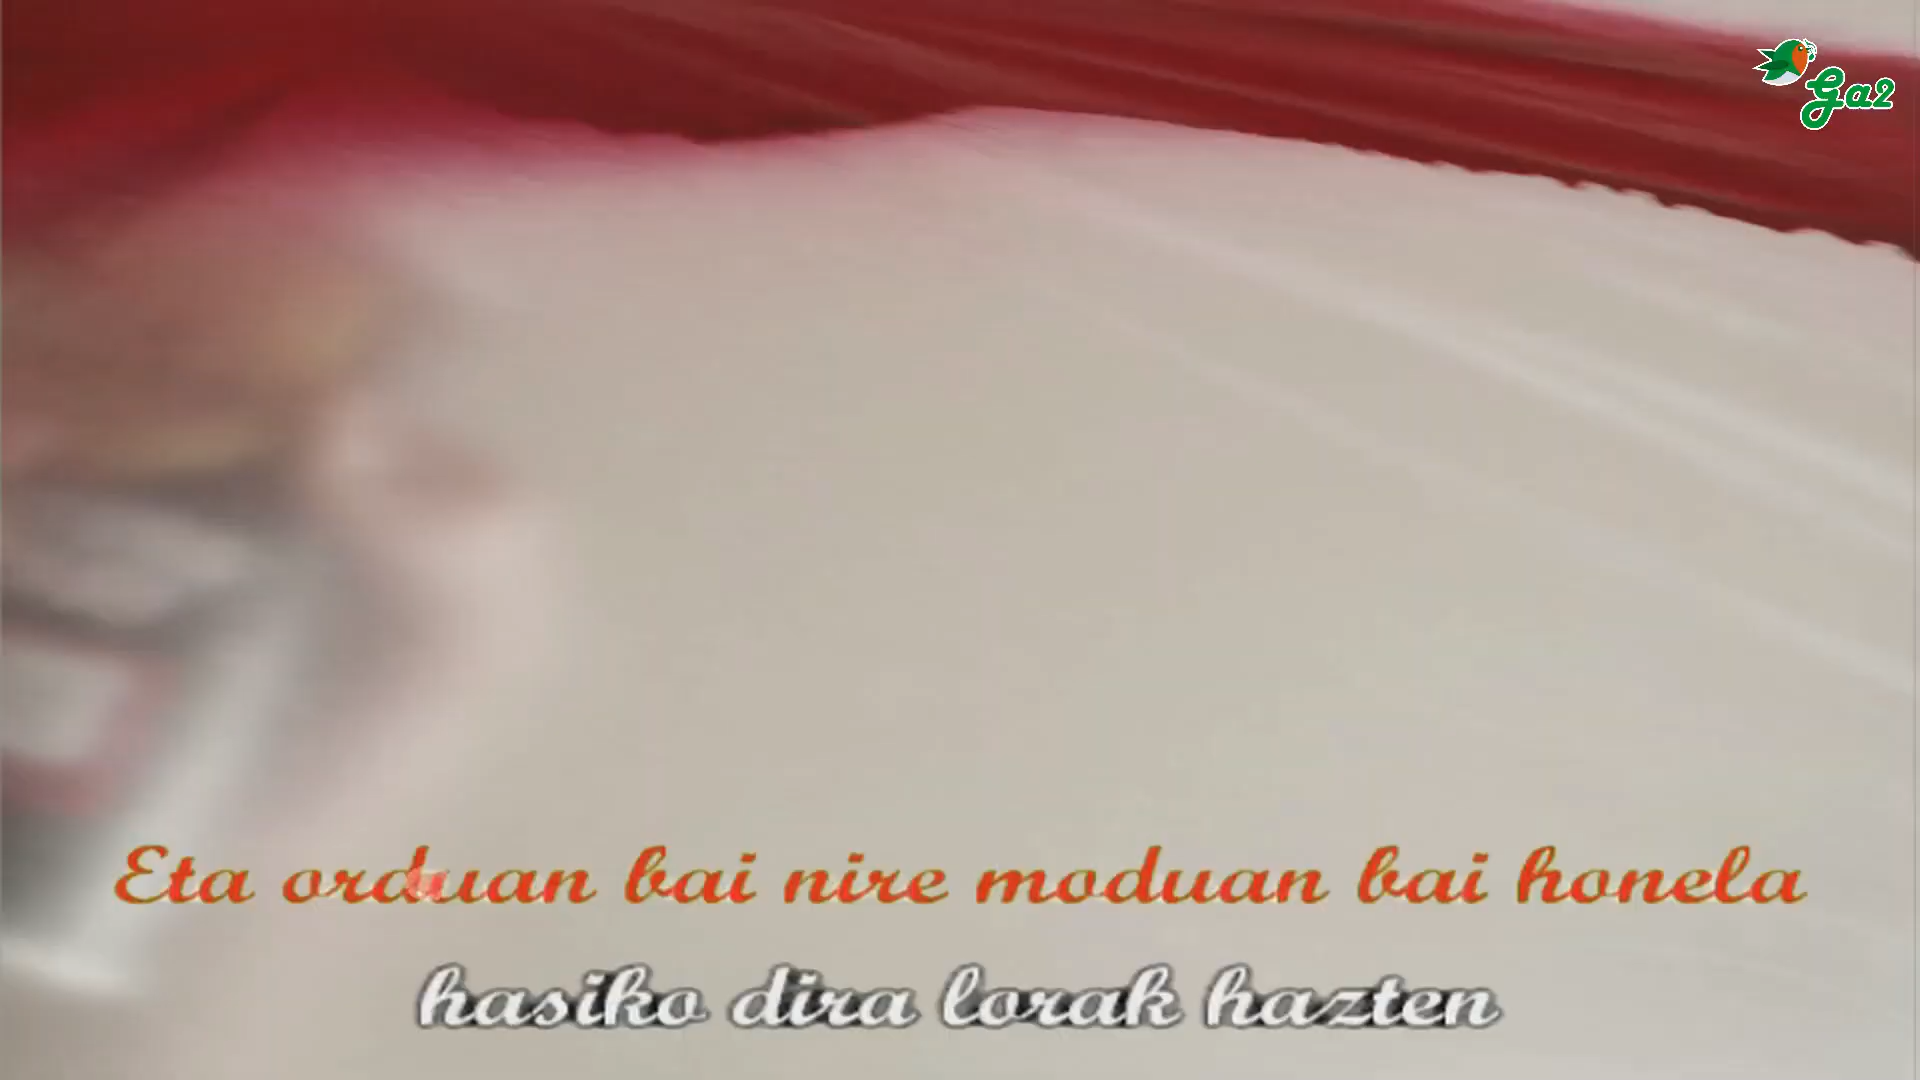 Ga2
Eta orduan bai nire moduan bai honela
hasiko dira lorak hazten